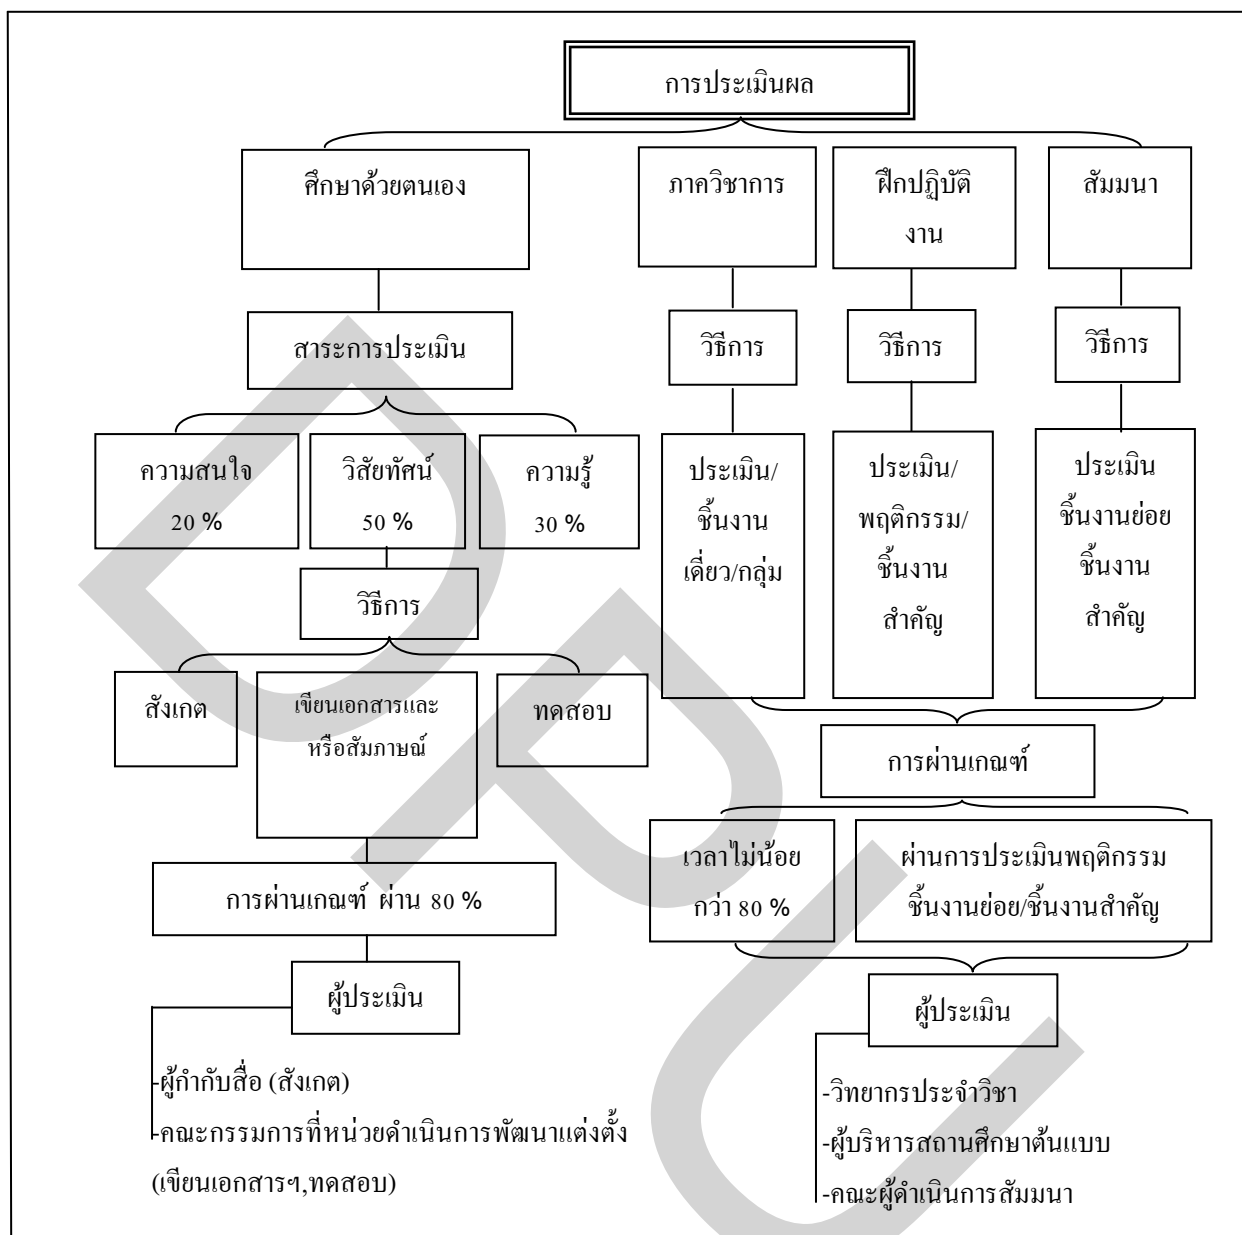 การประเมินผล
ศึกษาด้วยตนเอง
ภาควิชาการ
ฝึกปฏิบัติ
งาน
สัมมนา
สาระการประเมิน
วิธีการ
วิธีการ
วิธีการ
ความสนใจ
20 %
วิสัยทัศน์
50 %
ความรู้
30 %
ประเมิน/
ชิ้นงาน
เดี่ยว/กลุ่ม
ประเมิน/
พฤติกรรม/
ชิ้นงาน
สำคัญ
ประเมิน
ชิ้นงานย่อย
ชิ้นงาน
สำคัญ
วิธีการ
สังเกต
เขียนเอกสารและ
หรือสัมภาษณ์
ทดสอบ
การผ่านเกณฑ์
เวลาไม่น้อย
กว่า 80 %
ผ่านการประเมินพฤติกรรม
ชิ้นงานย่อย/ชิ้นงานสำคัญ
การผ่านเกณฑ์ ผ่าน 80 %
ผู้ประเมิน
-ผู้กำกับสื่อ (สังเกต)
-คณะกรรมการที่หน่วยดำเนินการพัฒนาแต่งตั้ง
(เขียนเอกสารฯ,ทดสอบ)
ผู้ประเมิน
-วิทยากรประจำวิชา
-ผู้บริหารสถานศึกษาต้นแบบ
-คณะผู้ดำเนินการสัมมนา
DPU